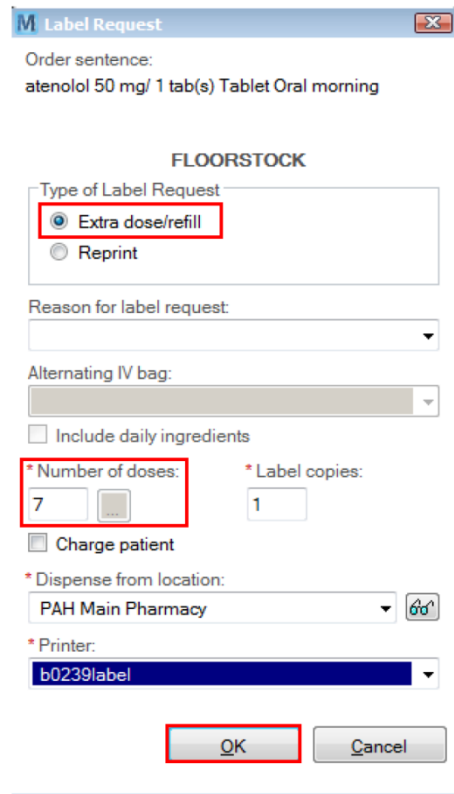 M Label Request
Order sentence:
atenolol 50 mg/ 1 tab(s) Tablet Oral morning
FLOORSTOCK
Type of Label Request
Extra dose/refill
Reprint
Reason for label request:
Alternating IV bag:
Include daily ingredients
* Number of doses: * Label copies:
7 ... 1
Charge patient
* Dispense from location:
PAH Main Pharmacy
* Printer:
b0239label
OK Cancel